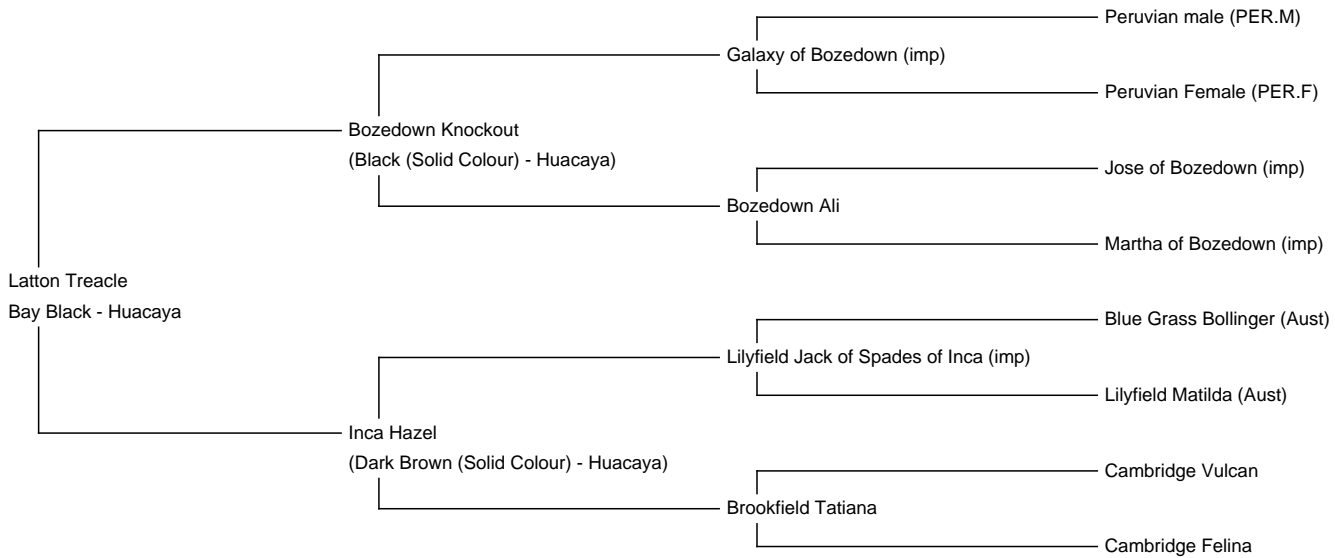 Peruvian male (PER.M)
Galaxy of Bozedown (imp)
Peruvian Female (PER.F)
Bozedown Knockout
(Black (Solid Colour) - Huacaya)
Jose of Bozedown (imp)
Bozedown Ali
Martha of Bozedown (imp)
Latton Treacle
Bay Black - Huacaya
Blue Grass Bollinger (Aust)
Lilyfield Jack of Spades of Inca (imp)
Lilyfield Matilda (Aust)
Inca Hazel
(Dark Brown (Solid Colour) - Huacaya)
Cambridge Vulcan
Brookfield Tatiana
Cambridge Felina